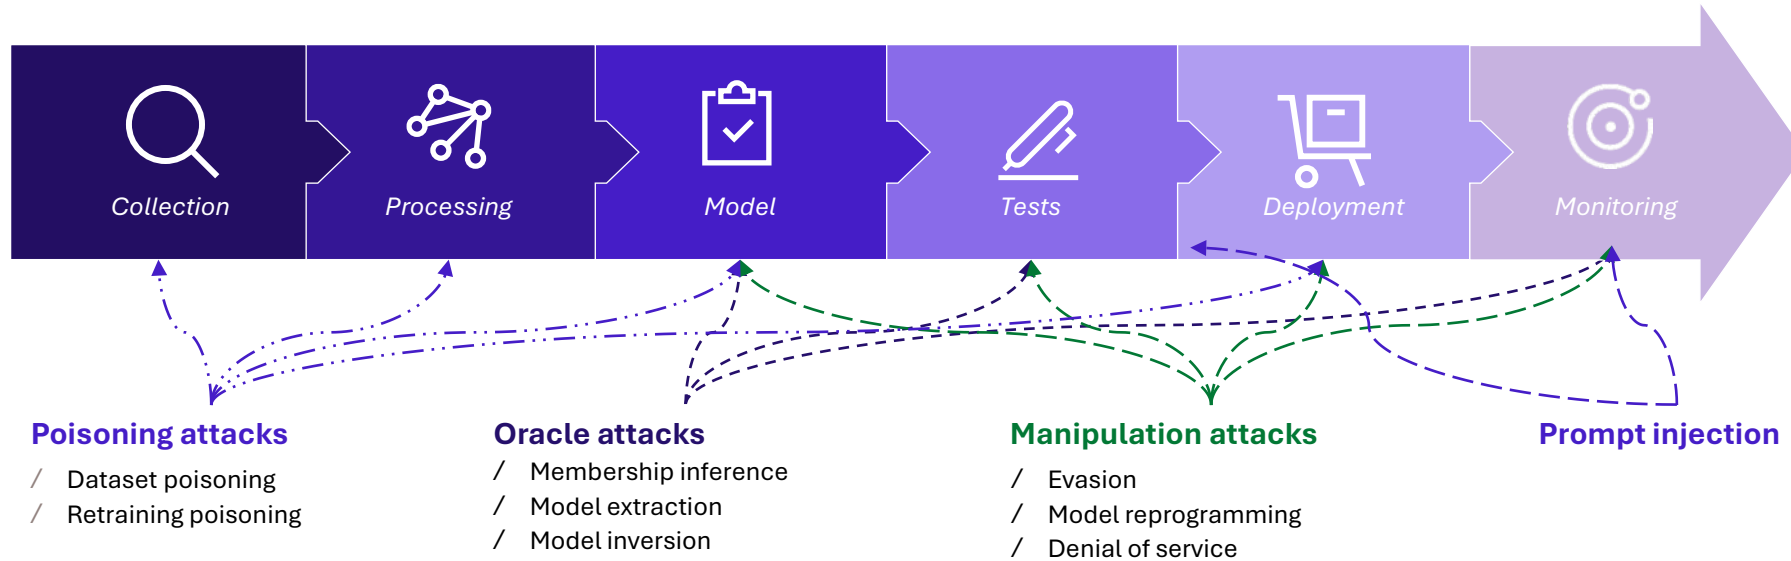 Collection
Processing
Model
Tests
Deployment
Monitoring
Poisoning attacks
/ Dataset poisoning
/ Retraining poisoning
Oracle attacks
/ Membership inference
/ Model extraction
/ Model inversion
Manipulation attacks
/ Evasion
/ Model reprogramming
/ Denial of service
Prompt injection